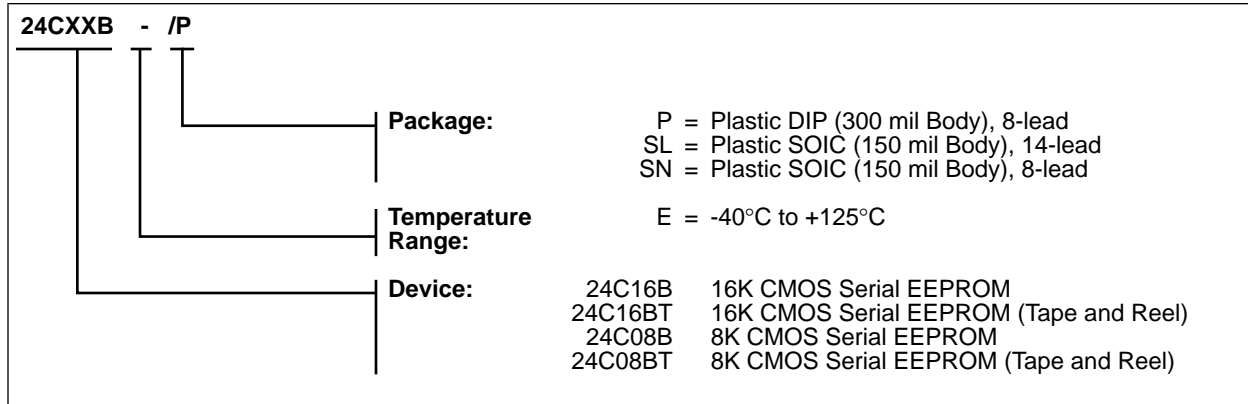 24CXXB - /P
Package: P = Plastic DIP (300 mil Body), 8-lead
SL = Plastic SOIC (150 mil Body), 14-lead
SN = Plastic SOIC (150 mil Body), 8-lead
Temperature E = -40°C to +125°C
Range:
Device: 24C16B 16K CMOS Serial EEPROM
24C16BT 16K CMOS Serial EEPROM (Tape and Reel)
24C08B 8K CMOS Serial EEPROM
24C08BT 8K CMOS Serial EEPROM (Tape and Reel)